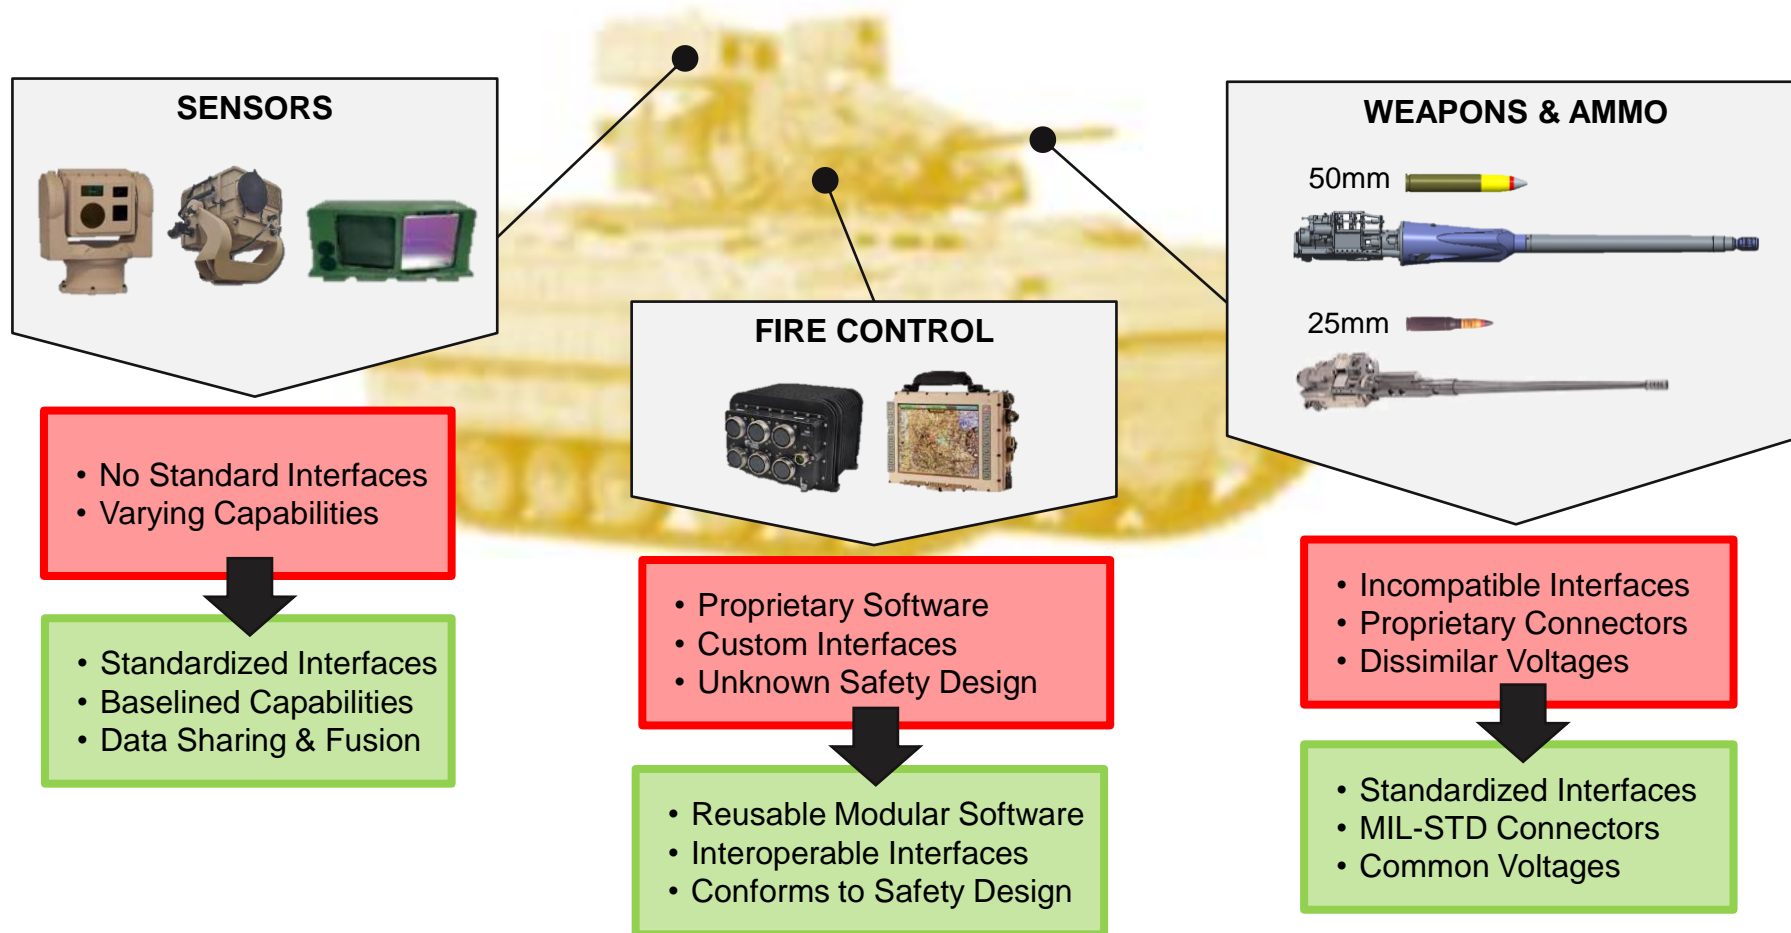 SENSORS
• No Standard Interfaces
• Varying Capabilities
• Standardized Interfaces
• Baselined Capabilities
• Data Sharing & Fusion
FIRE CONTROL
• Proprietary Software
• Custom Interfaces
• Unknown Safety Design
• Reusable Modular Software
• Interoperable Interfaces
• Conforms to Safety Design
WEAPONS & AMMO
50mm
25mm
• Incompatible Interfaces
• Proprietary Connectors
• Dissimilar Voltages
• Standardized Interfaces
• MIL-STD Connectors
• Common Voltages